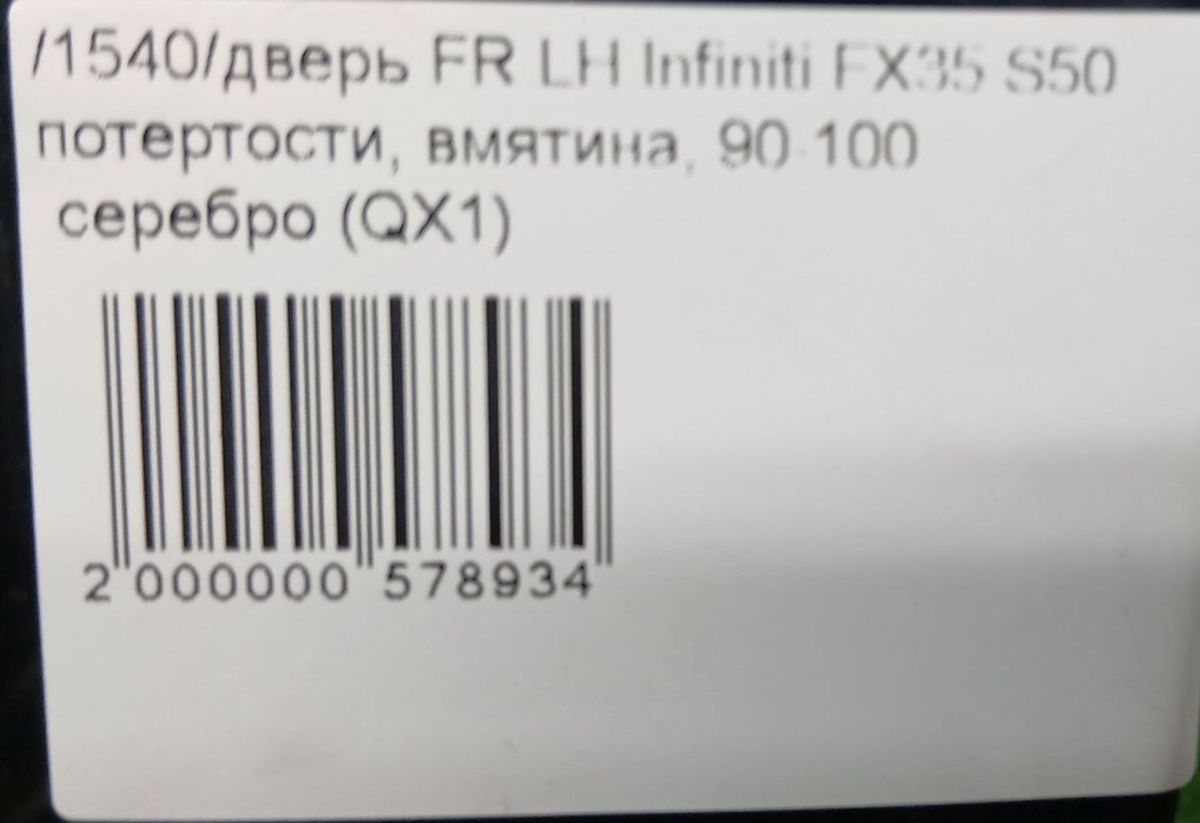 /1540/дверь FR LH Infiniti FX35 S50
потертости, вмятина, 90 100
серебро (QX1)
2 000000 578934